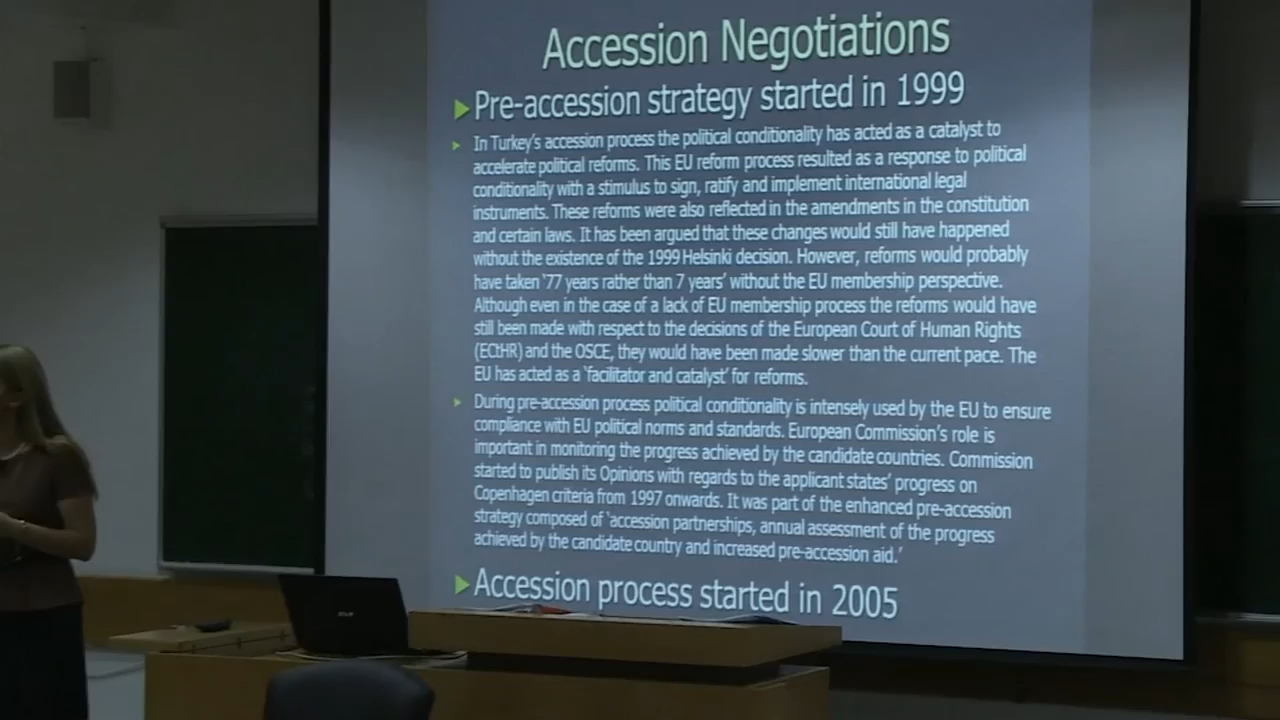 Accession Negotiations
Pre-accession strategy started in 1999
In Turkey's accession process the political conditionality has acted as a catalyst to
accelerate political reforms. This EU reform process resulted as a response to political
conditionality with a stimulus to sign, ratify and implement international legal
instruments. These reforms were also reflected in the amendments in the constitution
and certain laws. It has been argued that these changes would still have happened
without the existence of the 1999 Helsinki decision. However, reforms would probably
have taken '77 years rather than 7 years' without the EU membership perspective.
Although even in the case of a lack of EU membership process the reforms would have
still been made with respect to the decisions of the European Court of Human Rights
(ECtHR) and the OSCE, they would have been made slower than the current pace. The
EU has acted as a 'facilitator and catalyst' for reforms.
During pre-accession process political conditionality is intensely used by the EU to ensure
compliance with EU political norms and standards. European Commission's role is
important in monitoring the progress achieved by the candidate countries. Commission
started to publish its Opinions with regards to the applicant states' progress on
Copenhagen criteria from 1997 onwards. It was part of the enhanced pre-accession
strategy composed of 'accession partnerships, annual assessment of the progress
achieved by the candidate country and increased pre-accession aid.'
Accession process started in 2005